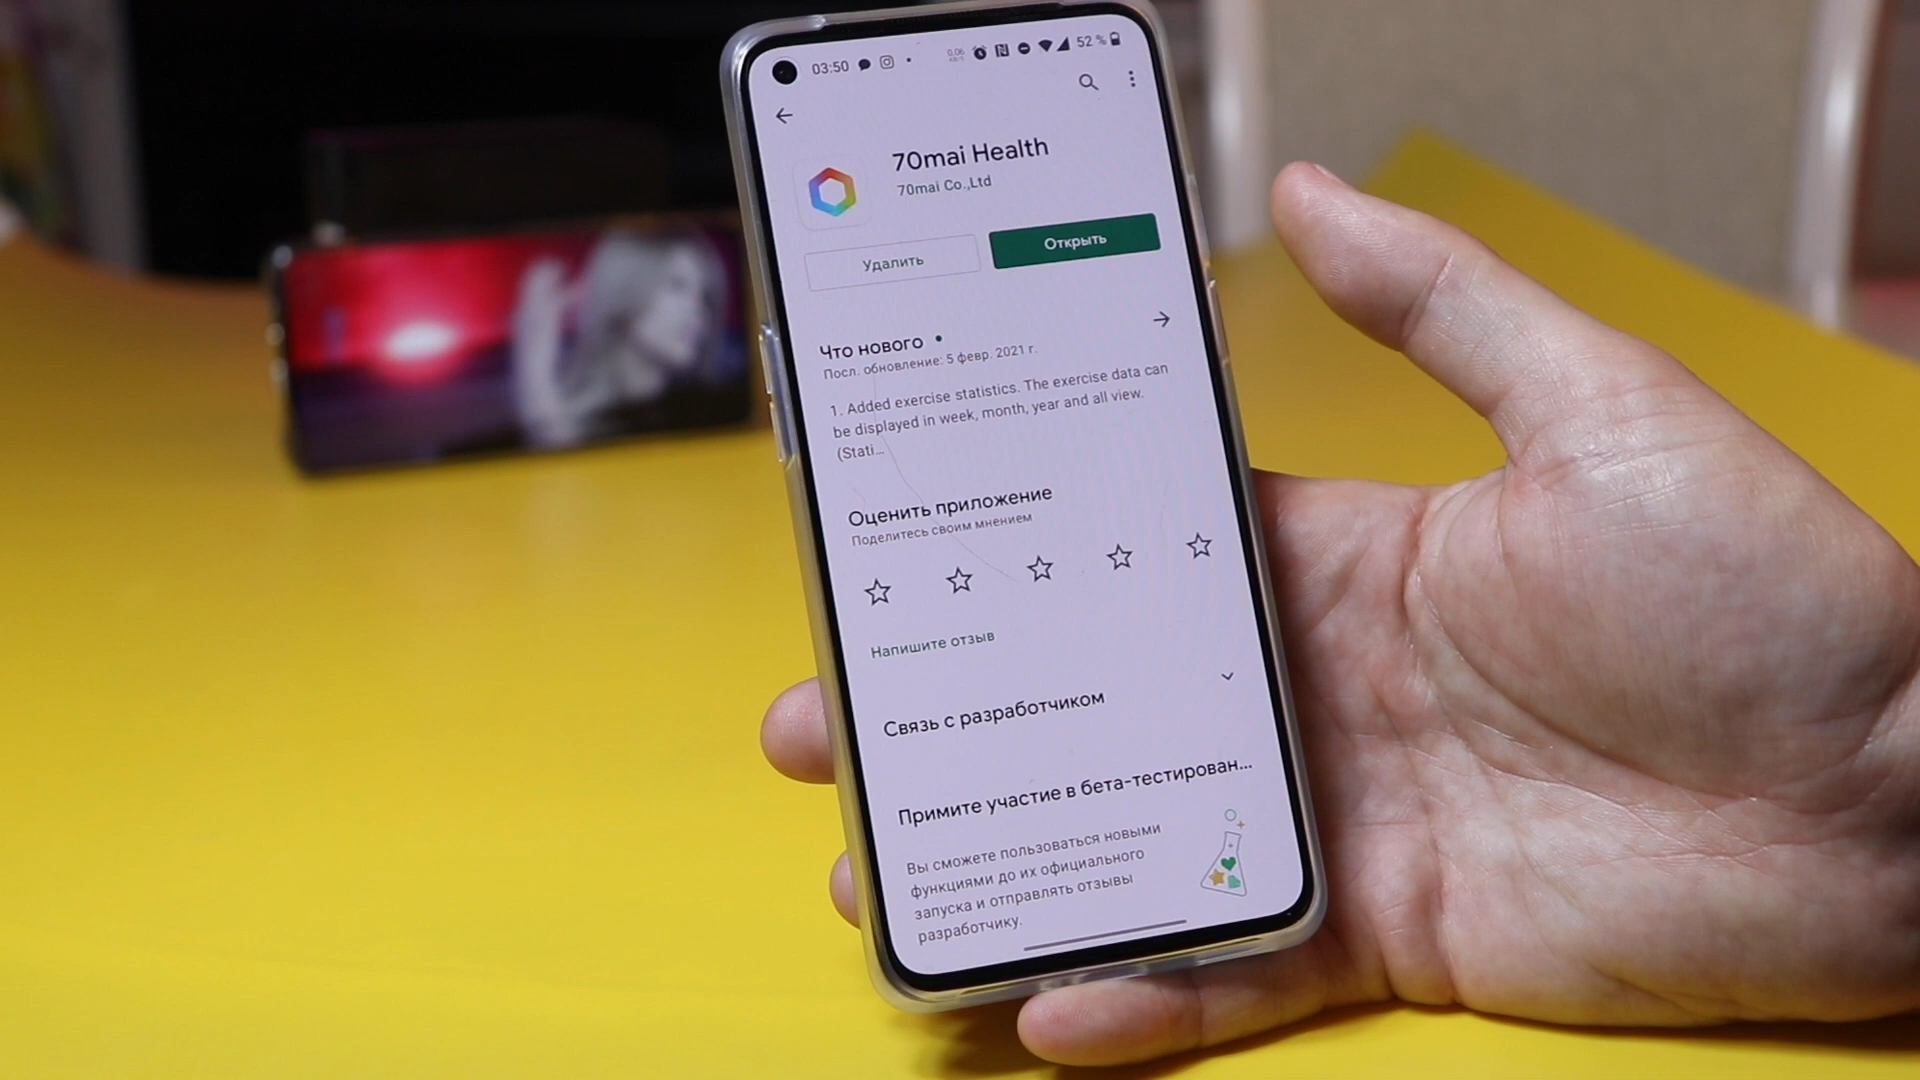 03:50
0,06
52 %
70mai Health
70mai Co.,Ltd
Удалить
Открыть
Что нового
Посл. обновление: 5 февр. 2021 г.
1. Added exercise statistics. The exercise data can
be displayed in week, month, year and all view.
(Stati...
Оценить приложение
Поделитесь своим мнением
Напишите отзыв
Связь с разработчиком
Примите участие в бета-тестирован...
Вы сможете пользоваться новыми
функциями до их официального
запуска и отправлять отзывы
разработчику.